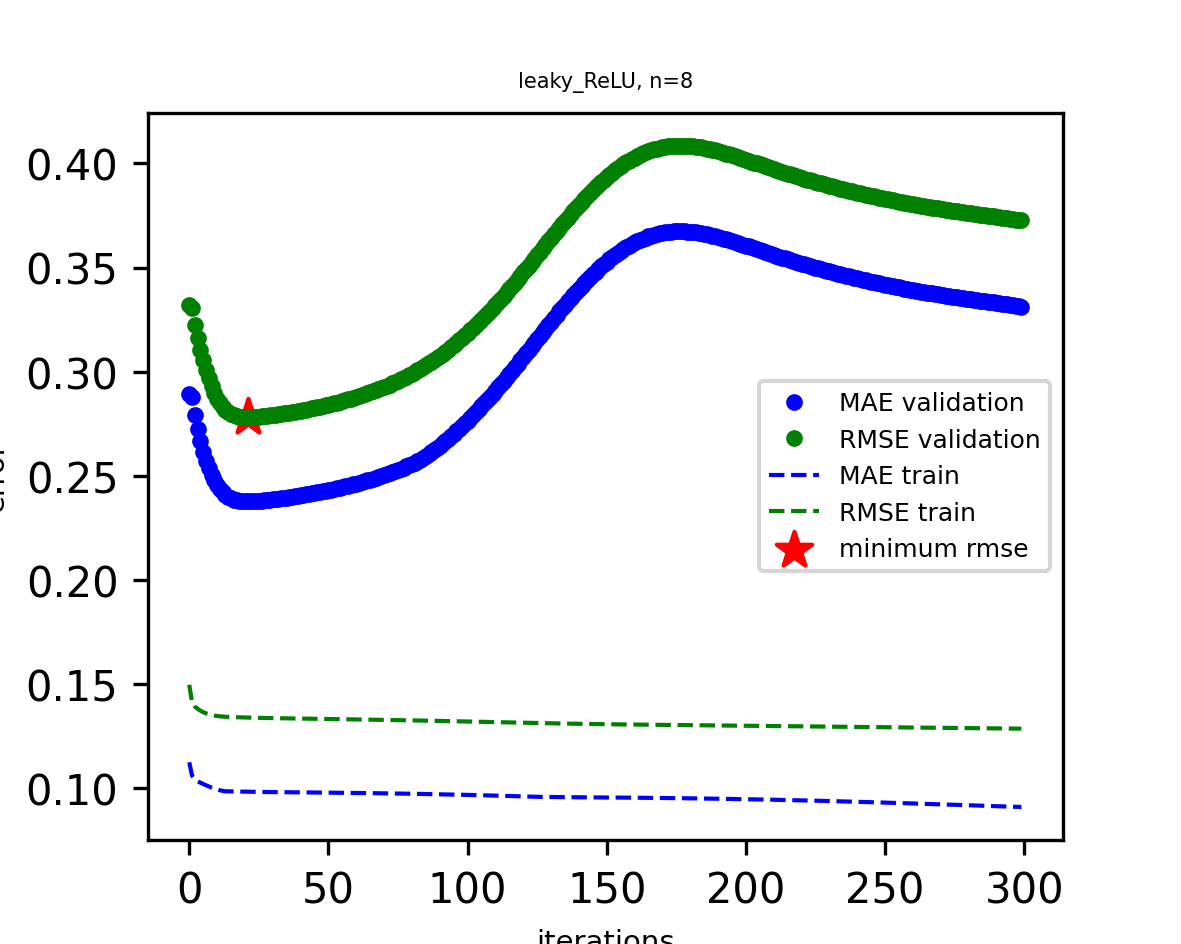 leaky_ReLU, n=8
0.40
0.35
0.30
0.25
0.20
0.15
0.10
MAE validation
RMSE validation
MAE train
RMSE train
minimum rmse
0 50 100 150 200 250 300
iterations